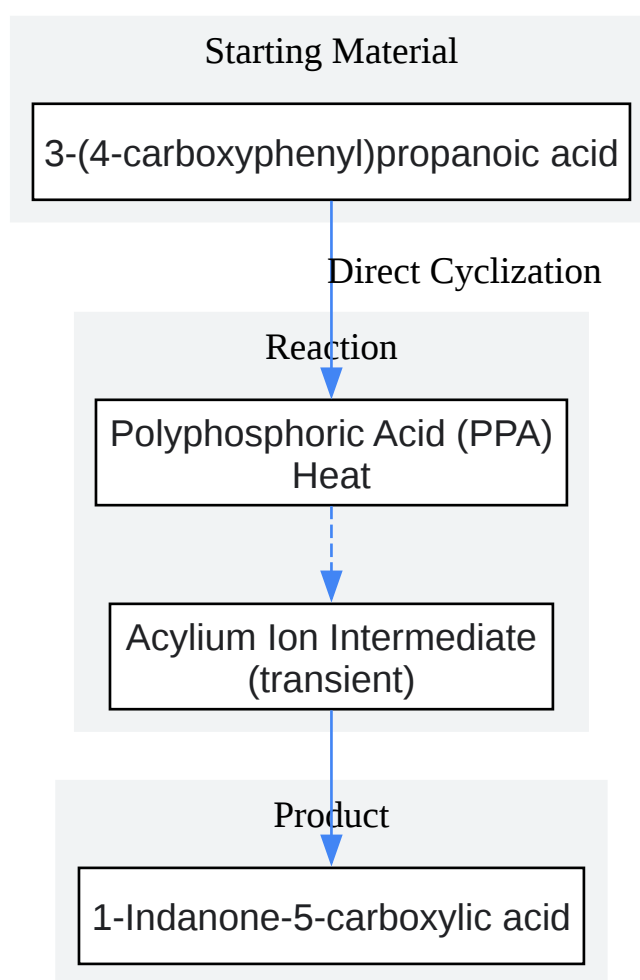 Starting Material
3-(4-carboxyphenyl)propanoic acid
Direct Cyclization
Reaction
Polyphosphoric Acid (PPA)
Heat
Acylium Ion Intermediate
(transient)
Product
1-Indanone-5-carboxylic acid